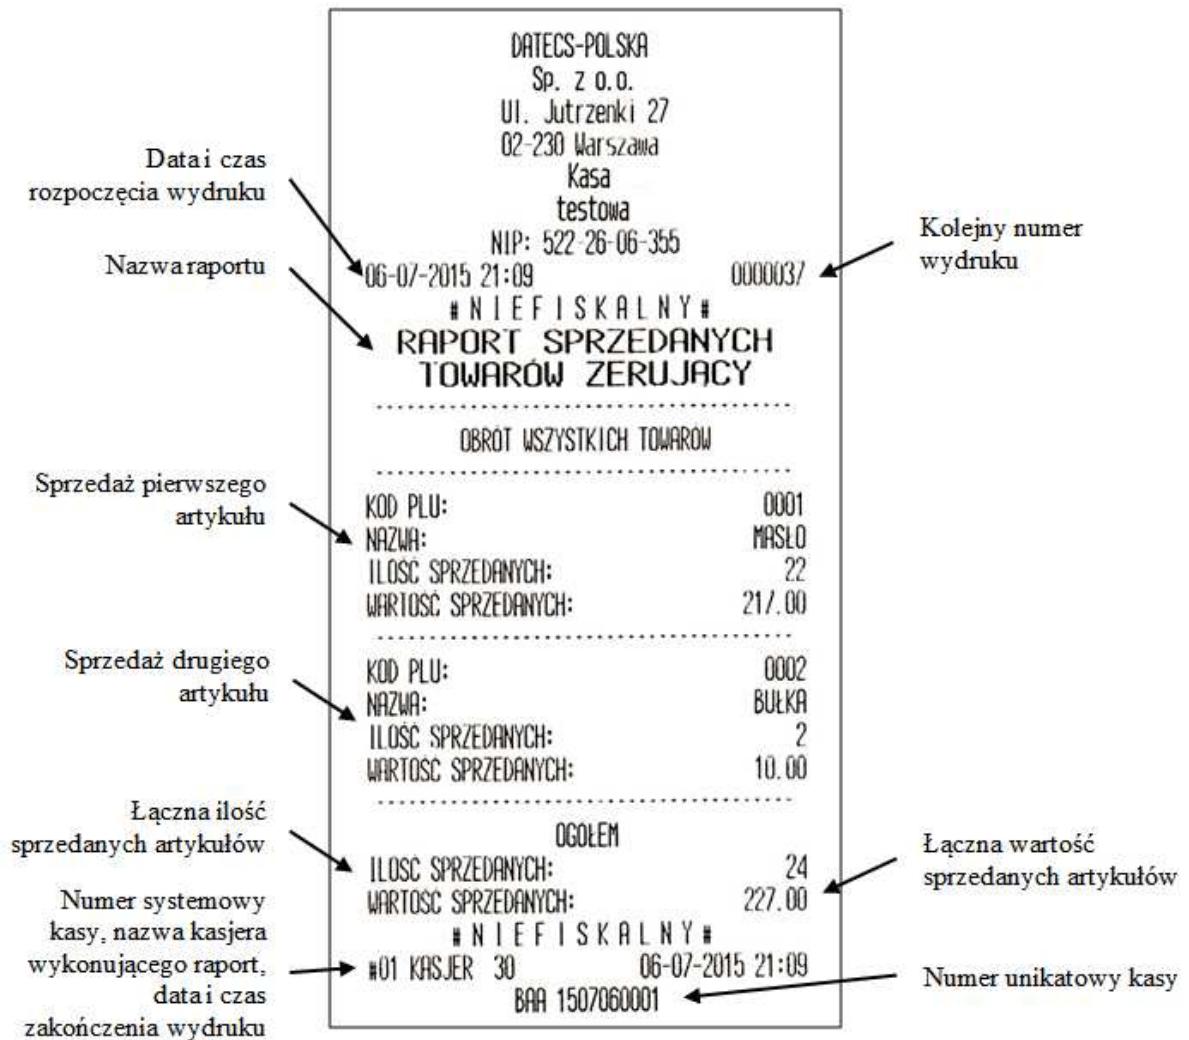 DATECS-POLSKA
Sp. z o.o.
Ul. Jutrzenki 27
02-230 Warszawa
Kasa
testowa
NIP: 522-26-06-355
Data i czas
rozpoczęcia wydruku
06-07-2015 21:09 0000037
Kolejny numer
wydruku
Nazwa raportu
#NIEFISKALNY#
RAPORT SPRZEDANYCH
TOWARÓW ZERUJĄCY
OBRÓT WSZYSTKICH TOWARÓW
Sprzedaż pierwszego
artykułu
KOD PLU: 0001
NAZWA: MASŁO
ILOŚĆ SPRZEDANYCH: 22
WARTOŚĆ SPRZEDANYCH: 217.00
Sprzedaż drugiego
artykułu
KOD PLU: 0002
NAZWA: BUŁKA
ILOŚĆ SPRZEDANYCH: 2
WARTOŚĆ SPRZEDANYCH: 10.00
Łączna ilość
sprzedanych artykułów
OGÓŁEM
ILOŚĆ SPRZEDANYCH: 24
WARTOŚĆ SPRZEDANYCH: 227.00
Łączna wartość
sprzedanych artykułów
#NIEFISKALNY#
Numer systemowy
kasy, nazwa kasjera
wykonującego raport,
data i czas
zakończenia wydruku
#01 KASJER 30 06-07-2015 21:09
BAA 1507060001
Numer unikatowy kasy